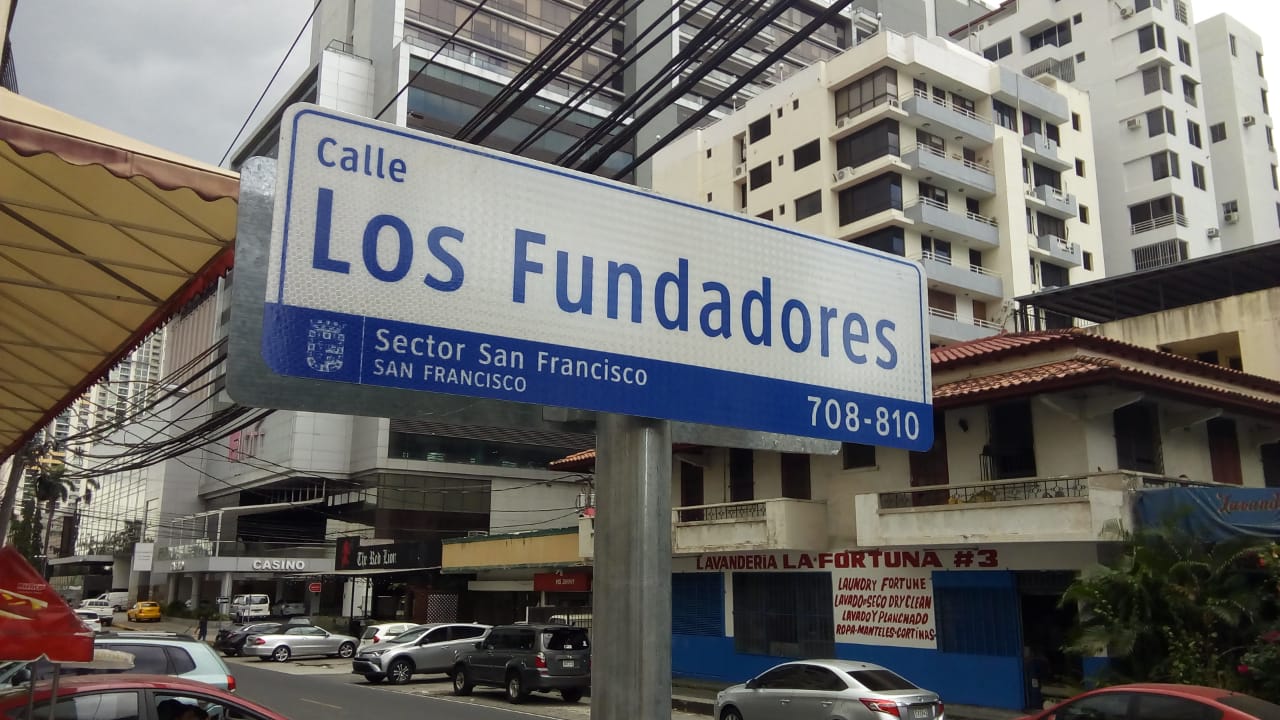 Calle
Los Fundadores
Sector San Francisco
SAN FRANCISCO
708-810
CASINO
The Red Lion
LAVANDERIA LA FORTUNA #3
LAUNDRY FORTUNE
LAVADO EN SECO DRY CLEAN
LAVADO Y PLANCHADO
ROPA-MANTELES-CORTINAS